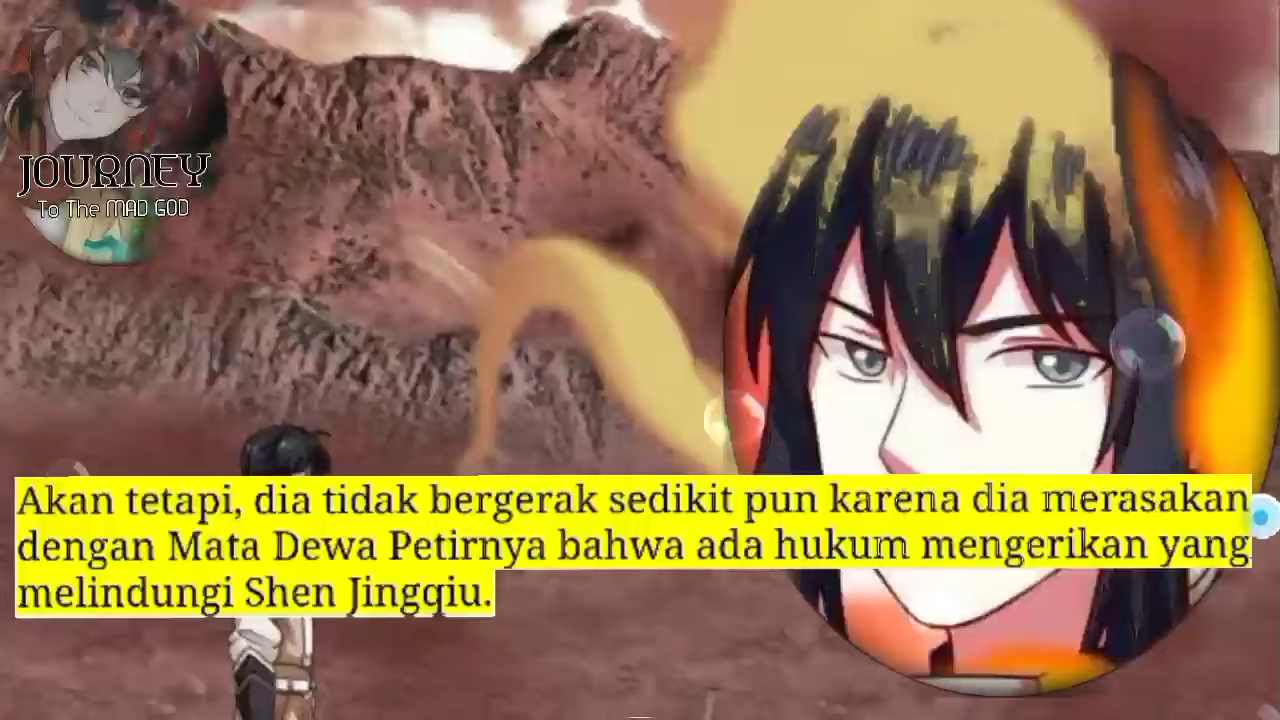 JOURNEY
To The MAD GOD
Akan tetapi, dia tidak bergerak sedikit pun karena dia merasakan
dengan Mata Dewa Petirnya bahwa ada hukum mengerikan yang
melindungi Shen Jingqiu.